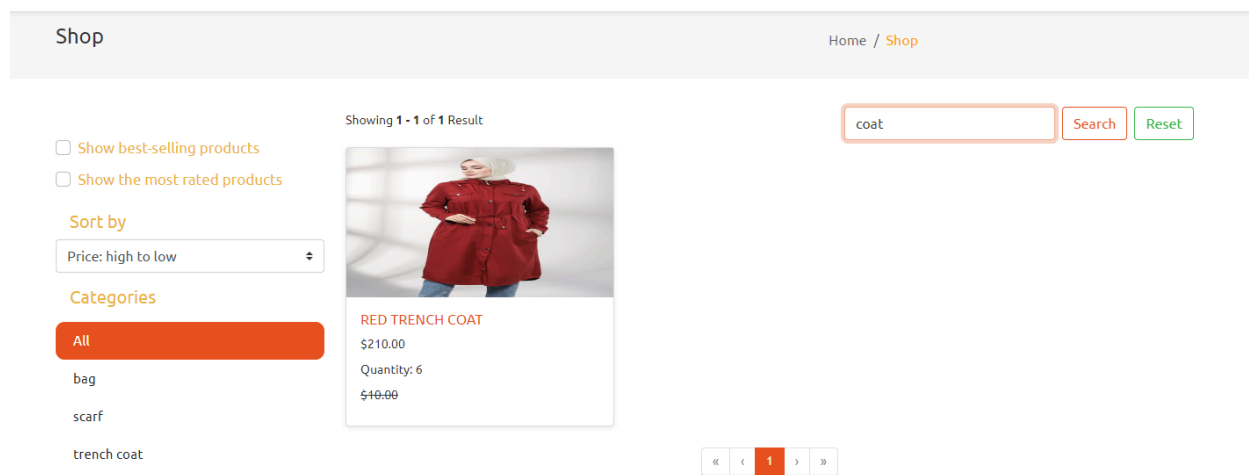 Shop
Home / Shop
Showing 1 - 1 of 1 Result
coat
Search
Reset
Show best-selling products
Show the most rated products
Sort by
Price: high to low
Categories
All
bag
scarf
trench coat
RED TRENCH COAT
$210.00
Quantity: 6
$10.00
« ‹ 1 › »